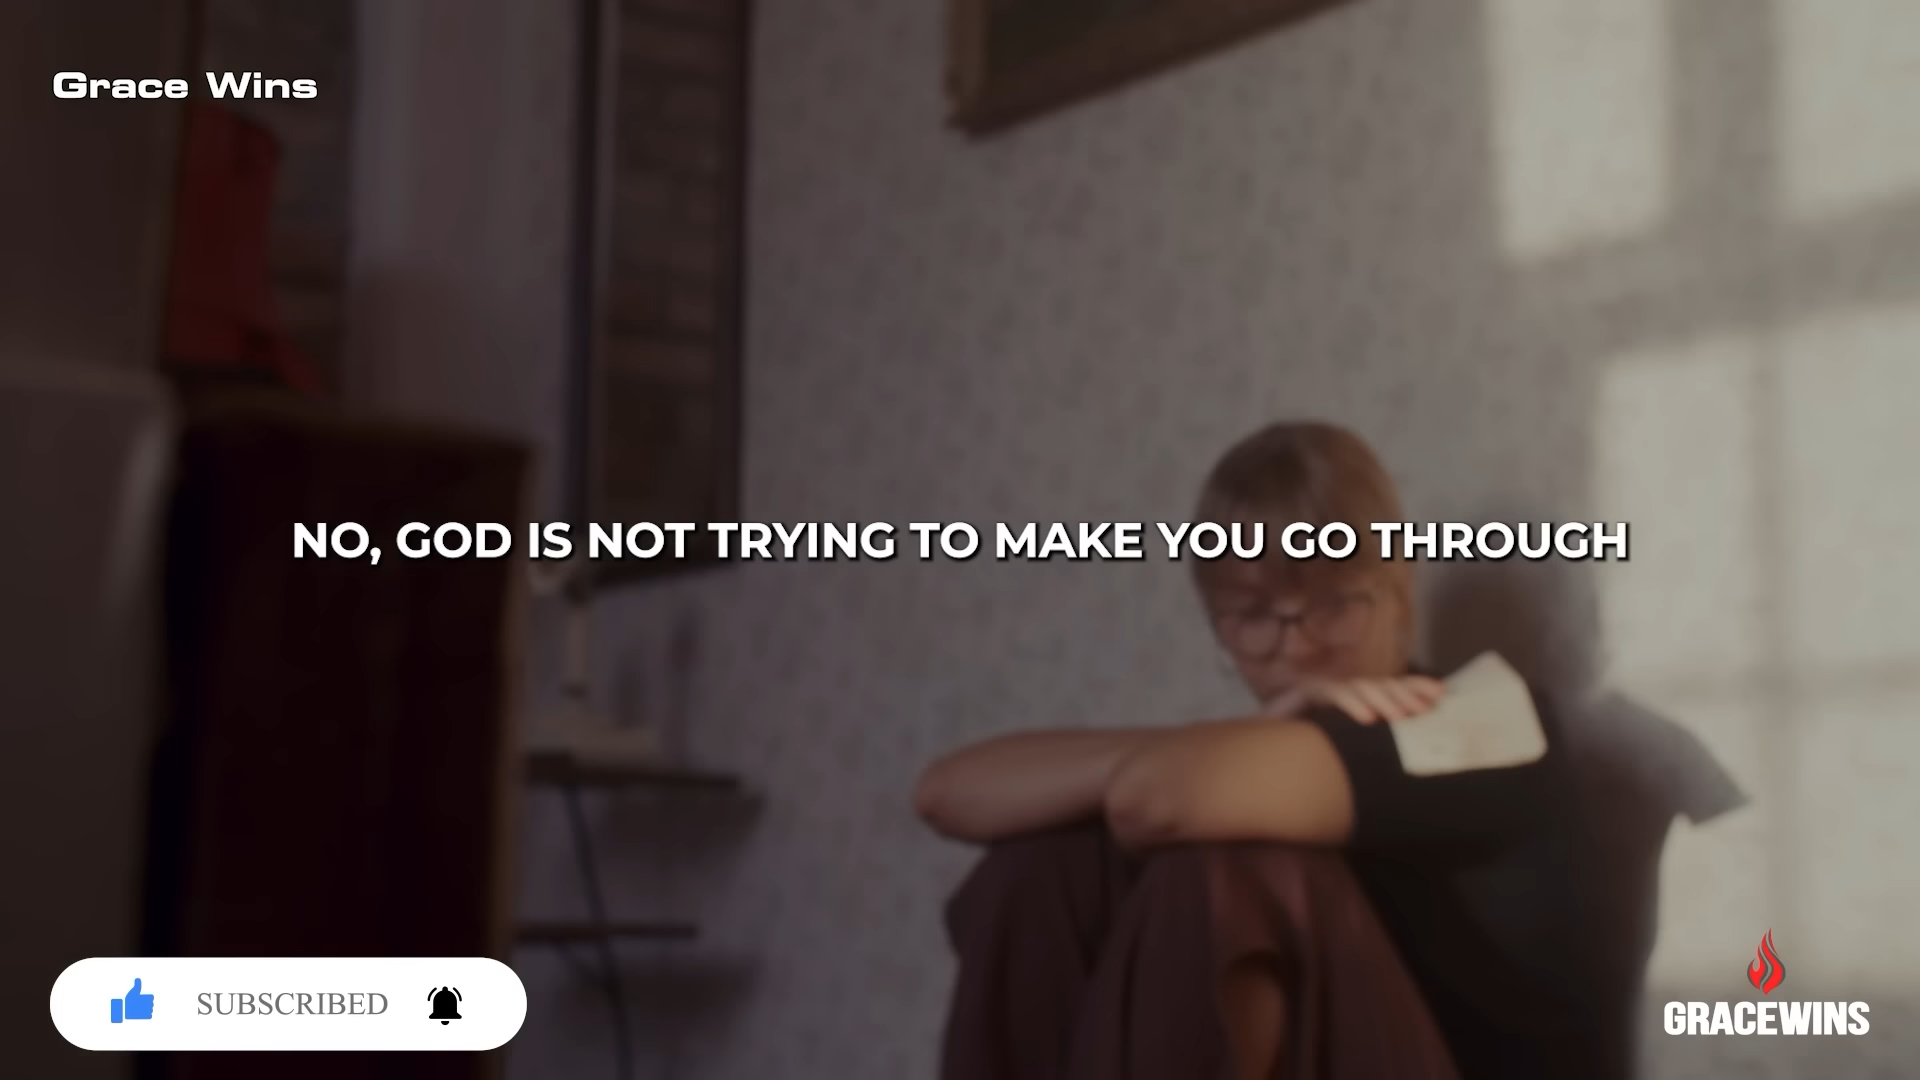 Grace Wins
NO, GOD IS NOT TRYING TO MAKE YOU GO THROUGH
SUBSCRIBED
GRACEWINS